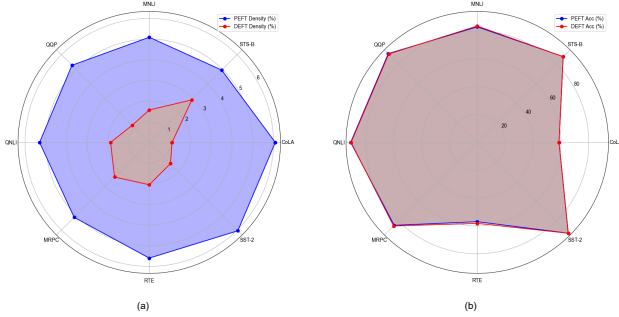 MNLI
PEFT Density (%)
DEFT Density (%)
QQP
STS-B
6
5
4
3
2
1
QNLI
CoLA
MRPC
SST-2
RTE
(a)
MNLI
PEFT Acc (%)
DEFT Acc (%)
QQP
STS-B
80
60
40
20
QNLI
CoL
MRPC
SST-2
RTE
(b)